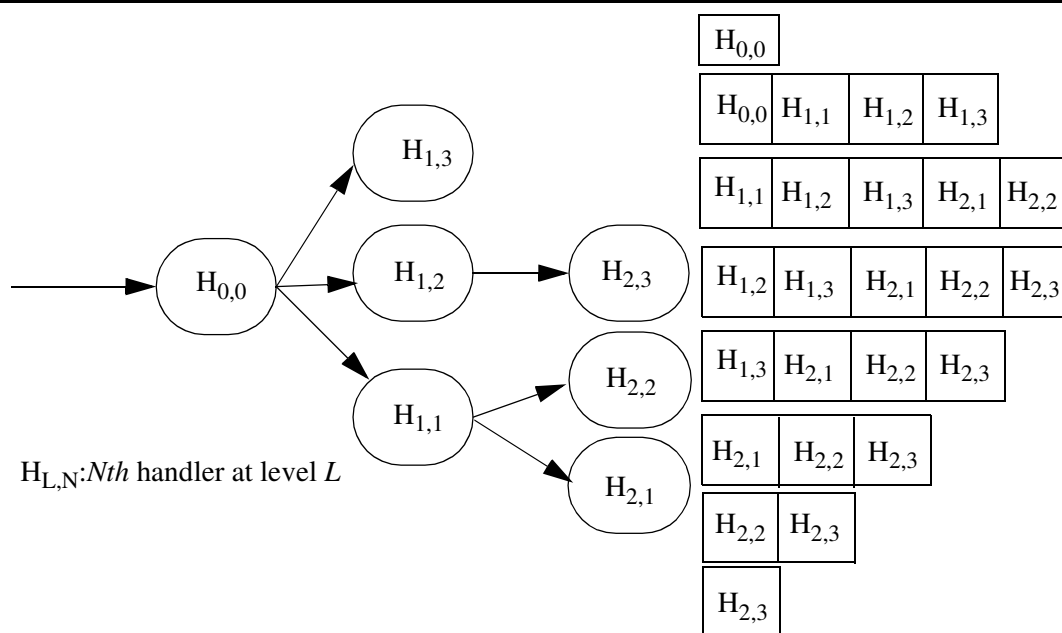 H0,0
H0,0 H1,1 H1,2 H1,3
H1,3
H1,1 H1,2 H1,3 H2,1 H2,2
H0,0 H1,2 H2,3
H1,2 H1,3 H2,1 H2,2 H2,3
H2,2
H1,3 H2,1 H2,2 H2,3
H1,1
H2,1 H2,2 H2,3
HL,N:Nth handler at level L
H2,1
H2,2 H2,3
H2,3